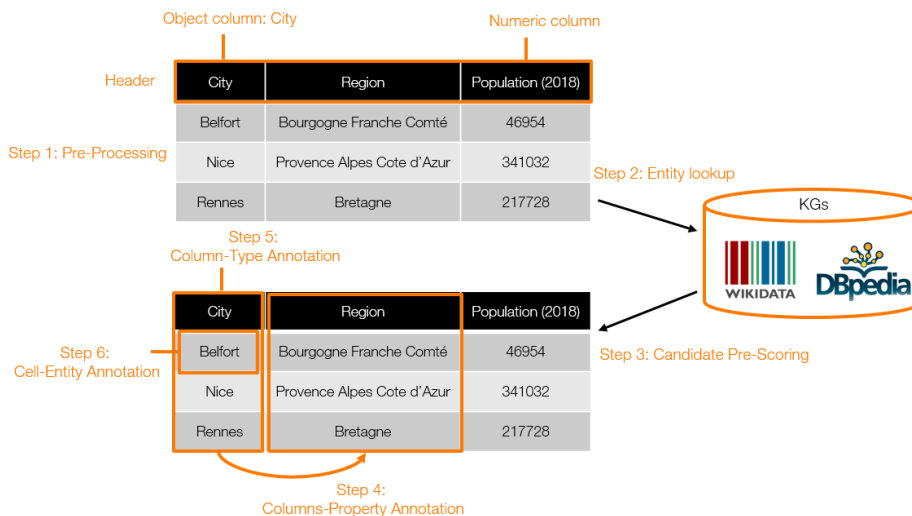 Object column: City
Numeric column
Header
City Region Population (2018)
Belfort Bourgogne Franche Comté 46954
Step 1: Pre-Processing
Nice Provence Alpes Cote d'Azur 341032
Step 2: Entity lookup
Rennes Bretagne 217728
KGs
WIKIDATA
DBpedia
Step 5:
Column-Type Annotation
City Region Population (2018)
Step 6:
Cell-Entity Annotation
Belfort Bourgogne Franche Comté 46954
Step 3: Candidate Pre-Scoring
Nice Provence Alpes Cote d'Azur 341032
Rennes Bretagne 217728
Step 4:
Columns-Property Annotation